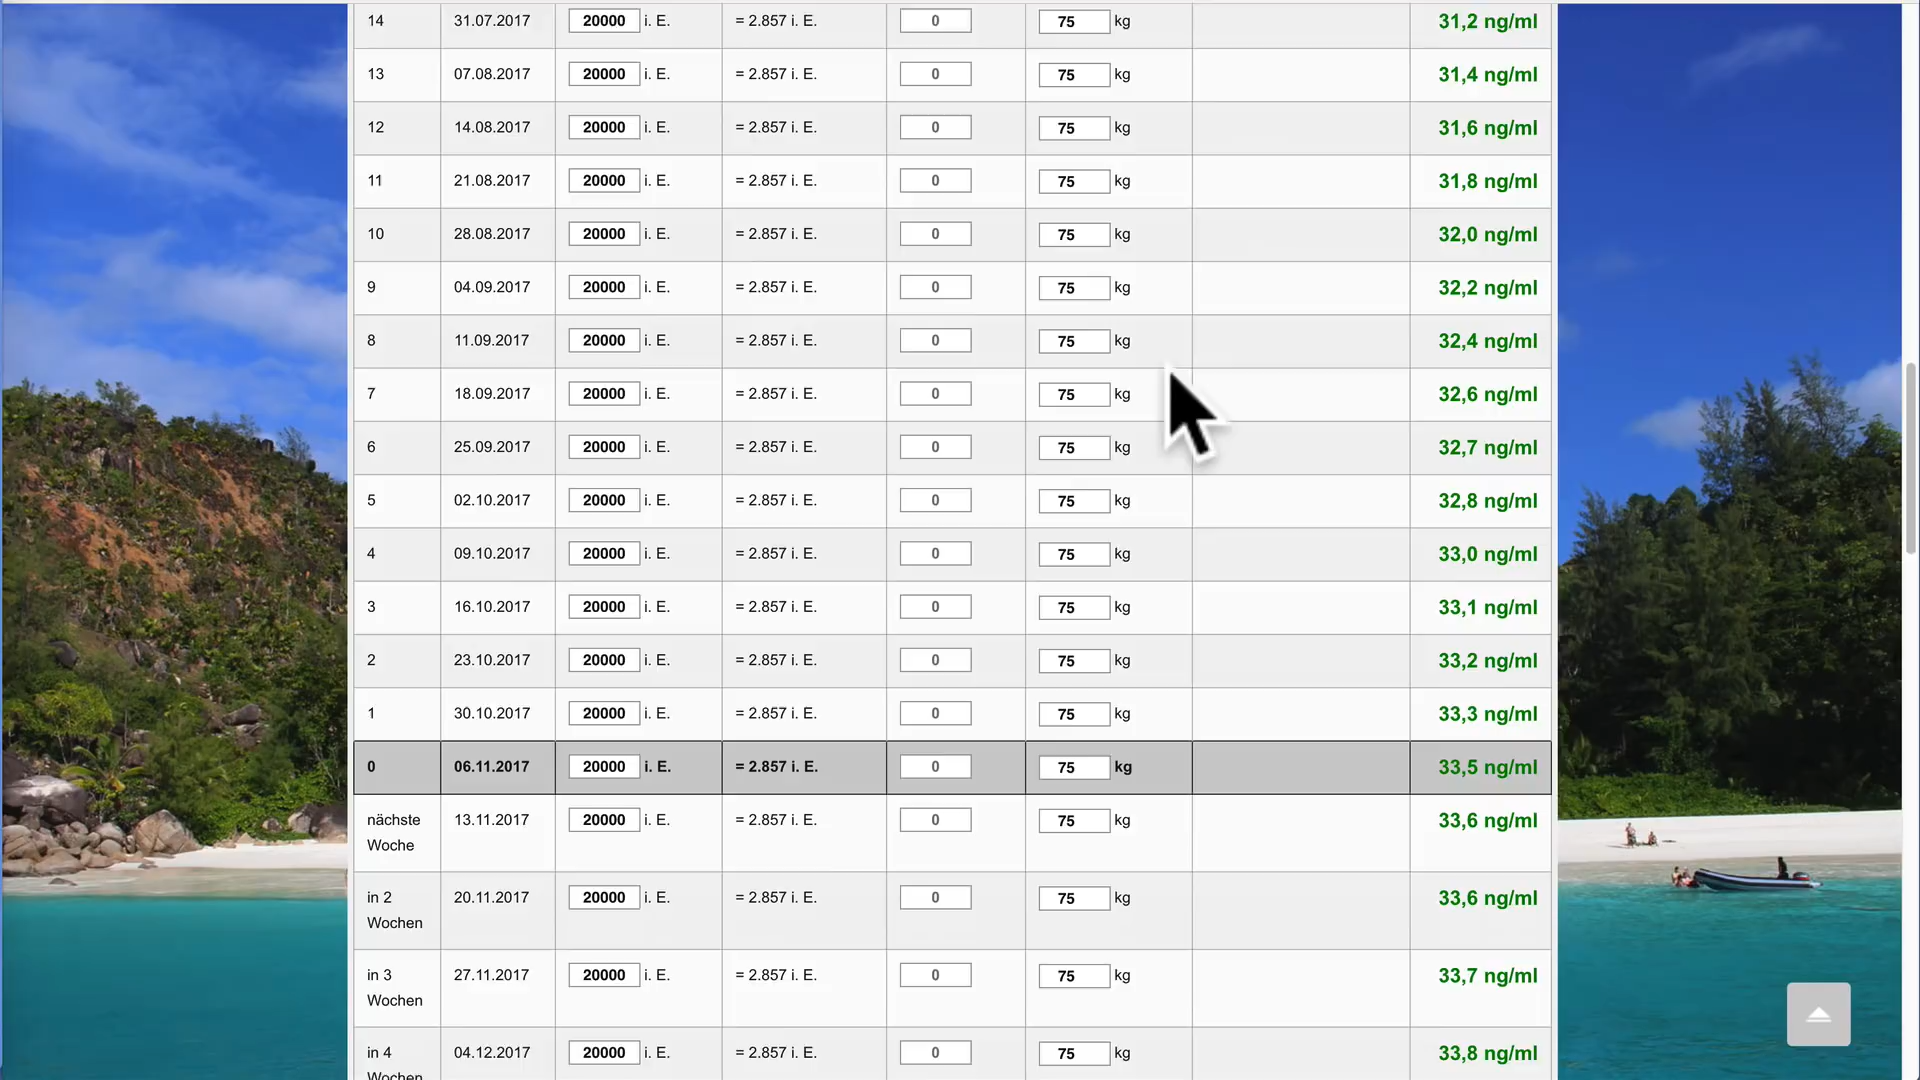 14 31.07.2017 20000 i. E. = 2.857 i. E. 0 75 kg 31,2 ng/ml
13 07.08.2017 20000 i. E. = 2.857 i. E. 0 75 kg 31,4 ng/ml
12 14.08.2017 20000 i. E. = 2.857 i. E. 0 75 kg 31,6 ng/ml
11 21.08.2017 20000 i. E. = 2.857 i. E. 0 75 kg 31,8 ng/ml
10 28.08.2017 20000 i. E. = 2.857 i. E. 0 75 kg 32,0 ng/ml
9 04.09.2017 20000 i. E. = 2.857 i. E. 0 75 kg 32,2 ng/ml
8 11.09.2017 20000 i. E. = 2.857 i. E. 0 75 kg 32,4 ng/ml
7 18.09.2017 20000 i. E. = 2.857 i. E. 0 75 kg 32,6 ng/ml
6 25.09.2017 20000 i. E. = 2.857 i. E. 0 75 kg 32,7 ng/ml
5 02.10.2017 20000 i. E. = 2.857 i. E. 0 75 kg 32,8 ng/ml
4 09.10.2017 20000 i. E. = 2.857 i. E. 0 75 kg 33,0 ng/ml
3 16.10.2017 20000 i. E. = 2.857 i. E. 0 75 kg 33,1 ng/ml
2 23.10.2017 20000 i. E. = 2.857 i. E. 0 75 kg 33,2 ng/ml
1 30.10.2017 20000 i. E. = 2.857 i. E. 0 75 kg 33,3 ng/ml
0 06.11.2017 20000 i. E. = 2.857 i. E. 0 75 kg 33,5 ng/ml
nächste 13.11.2017 20000 i. E. = 2.857 i. E. 0 75 kg 33,6 ng/ml
Woche
in 2 20.11.2017 20000 i. E. = 2.857 i. E. 0 75 kg 33,6 ng/ml
Wochen
in 3 27.11.2017 20000 i. E. = 2.857 i. E. 0 75 kg 33,7 ng/ml
Wochen
in 4 04.12.2017 20000 i. E. = 2.857 i. E. 0 75 kg 33,8 ng/ml
Wochen